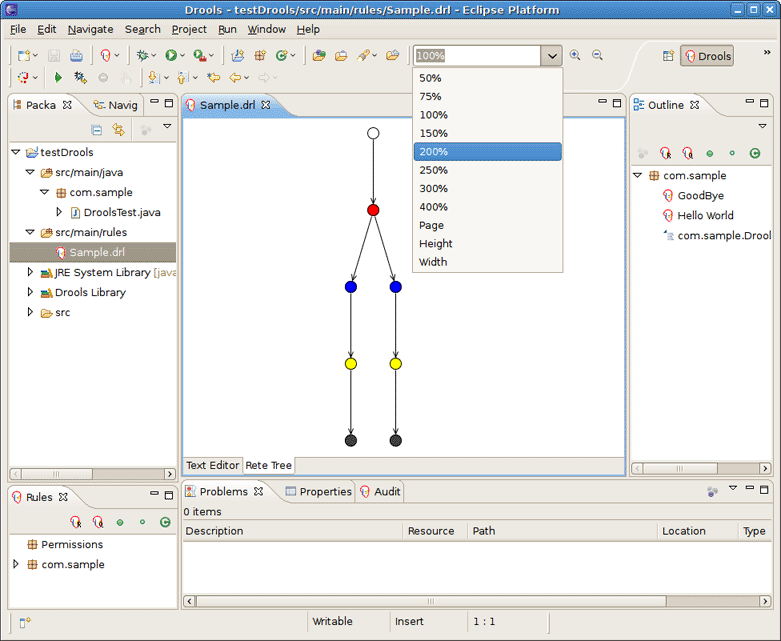 Drools - testDrools/src/main/rules/Sample.drl - Eclipse Platform
File Edit Navigate Search Project Run Window Help
100%
Drools
»
50%
75%
100%
150%
200%
250%
300%
400%
Page
Height
Width
Packa
Navig
testDrools
src/main/java
com.sample
DroolsTest.java
src/main/rules
Sample.drl
JRE System Library [java
Drools Library
src
Sample.drl
Text Editor Rete Tree
Outline
com.sample
GoodBye
Hello World
com.sample.Drool
Rules
Permissions
com.sample
Problems Properties Audit
0 items
Description Resource Path Location Type
Writable Insert 1 : 1